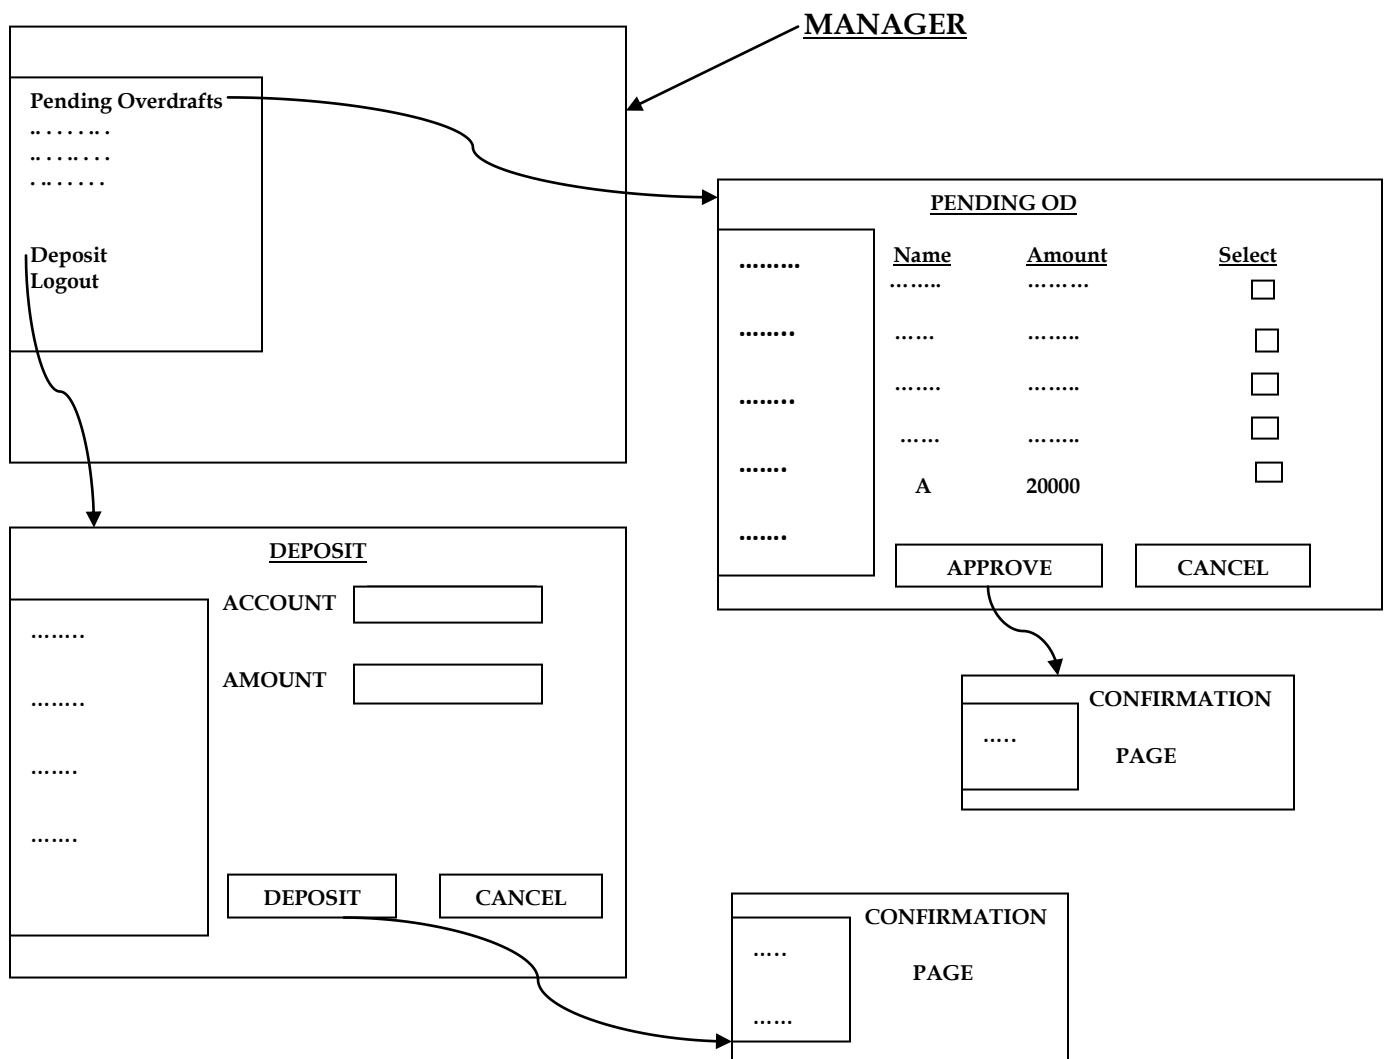 MANAGER
Pending Overdrafts
.. . . . . .. .
.. . . .. . . .
. .. . . . . .
Deposit
Logout
PENDING OD
Name Amount Select
.........
........ .........
........
...... ........
........
....... ........
...... ........
.......
A 20000
.......
APPROVE CANCEL
DEPOSIT
ACCOUNT
........
AMOUNT
........
.......
.......
DEPOSIT CANCEL
CONFIRMATION
.....
PAGE
CONFIRMATION
.....
PAGE
......